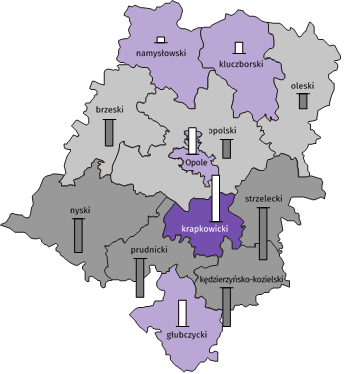 namysłowski
kluczborski
oleski
brzeski
opolski
Opole
strzelecki
nyski
krapkowicki
prudnicki
kędzierzyńsko-kozielski
głubczycki